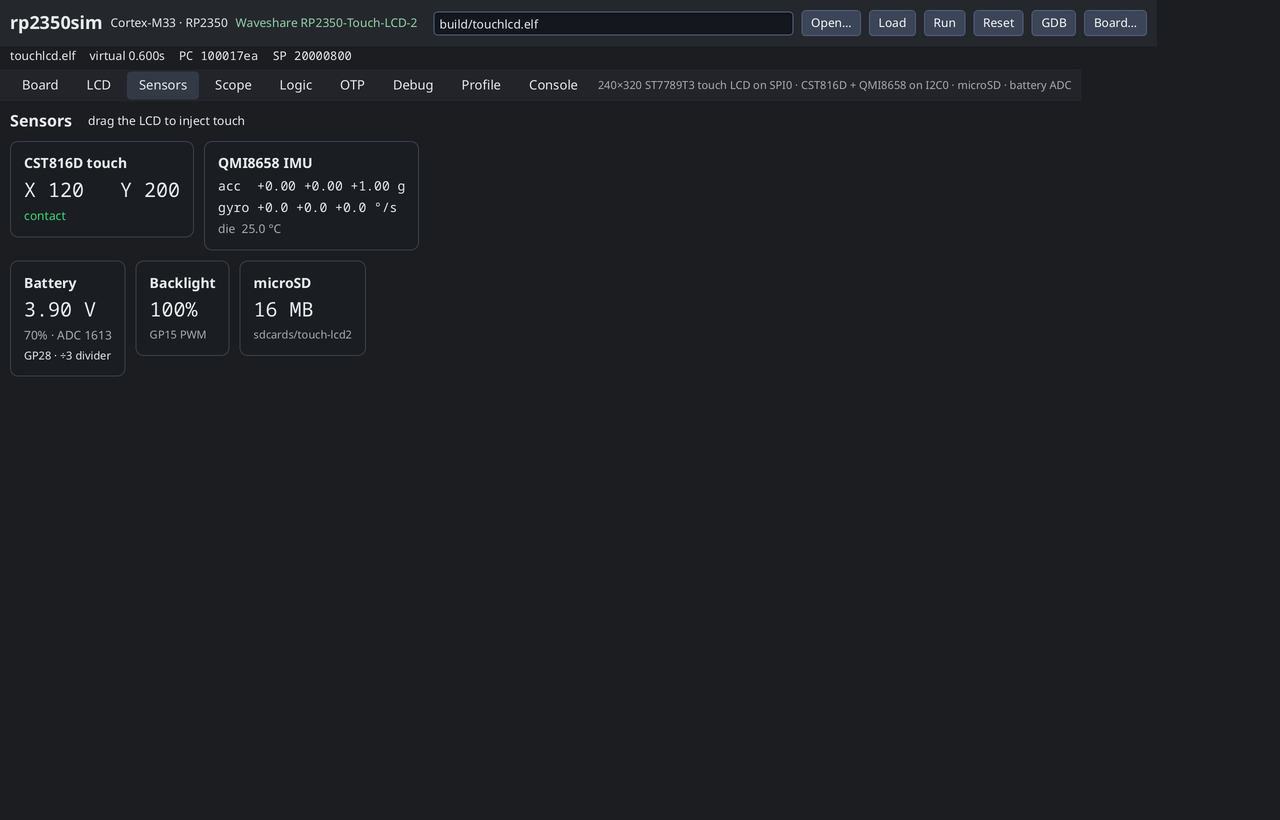 rp2350sim Cortex-M33 · RP2350 Waveshare RP2350-Touch-LCD-2 build/touchlcd.elf Open... Load Run Reset GDB Board...
touchlcd.elf virtual 0.600s PC 100017ea SP 20000800
Board LCD Sensors Scope Logic OTP Debug Profile Console 240×320 ST7789T3 touch LCD on SPI0 · CST816D + QMI8658 on I2C0 · microSD · battery ADC
Sensors drag the LCD to inject touch
CST816D touch
X 120 Y 200
contact
QMI8658 IMU
acc +0.00 +0.00 +1.00 g
gyro +0.0 +0.0 +0.0 °/s
die 25.0 °C
Battery
3.90 V
70% · ADC 1613
GP28 · ÷3 divider
Backlight
100%
GP15 PWM
microSD
16 MB
sdcards/touch-lcd2